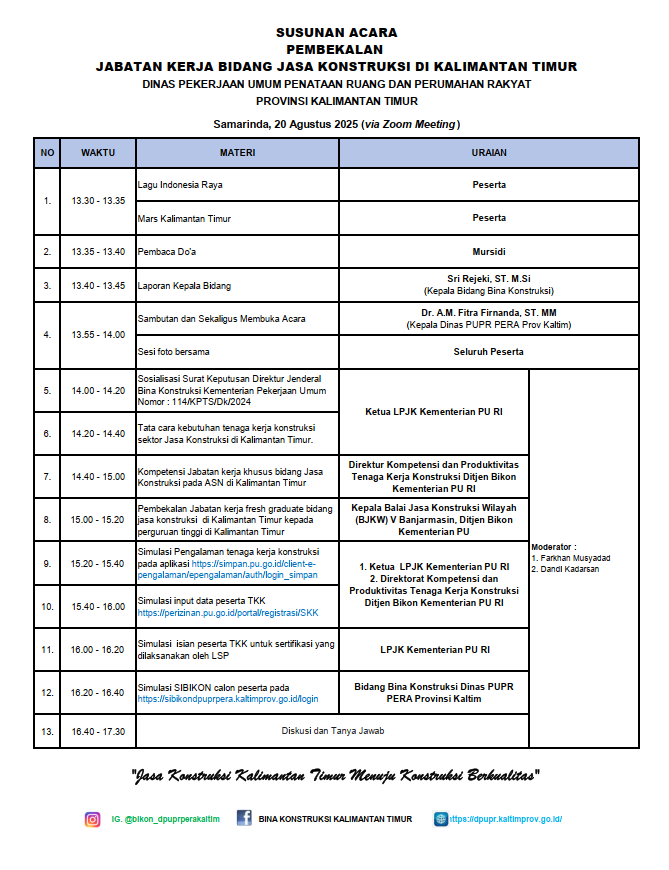 SUSUNAN ACARA
PEMBEKALAN
JABATAN KERJA BIDANG JASA KONSTRUKSI DI KALIMANTAN TIMUR
DINAS PEKERJAAN UMUM PENATAAN RUANG DAN PERUMAHAN RAKYAT
PROVINSI KALIMANTAN TIMUR
Samarinda, 20 Agustus 2025 (via Zoom Meeting)
NO WAKTU MATERI URAIAN
1. 13.30 - 13.35
Lagu Indonesia Raya
Peserta
Mars Kalimantan Timur
Peserta
2. 13.35 - 13.40 Pembaca Do'a Mursidi
3. 13.40 - 13.45 Laporan Kepala Bidang
Sri Rejeki, ST. M.Si
(Kepala Bidang Bina Konstruksi)
4. 13.55 - 14.00
Sambutan dan Sekaligus Membuka Acara
Dr. A.M. Fitra Firnanda, ST. MM
(Kepala Dinas PUPR PERA Prov Kaltim)
Sesi foto bersama
Seluruh Peserta
5. 14.00 - 14.20
Sosialisasi Surat Keputusan Direktur Jenderal
Bina Konstruksi Kementerian Pekerjaan Umum
Nomor : 114/KPTS/Dk/2024
Ketua LPJK Kementerian PU RI
6. 14.20 - 14.40
Tata cara kebutuhan tenaga kerja konstruksi
sektor Jasa Konstruksi di Kalimantan Timur.
7. 14.40 - 15.00
Kompetensi Jabatan kerja khusus bidang Jasa
Konstruksi pada ASN di Kalimantan Timur
Direktur Kompetensi dan Produktivitas
Tenaga Kerja Konstruksi Ditjen Bikon
Kementerian PU RI
8. 15.00 - 15.20
Pembekalan Jabatan kerja fresh graduate bidang
jasa konstruksi di Kalimantan Timur kepada
perguruan tinggi di Kalimantan Timur
Kepala Balai Jasa Konstruksi Wilayah
(BJKW) V Banjarmasin, Ditjen Bikon
Kementerian PU
9. 15.20 - 15.40
Simulasi Pengalaman tenaga kerja konstruksi
pada aplikasi https://simpan.pu.go.id/client-e-
pengalaman/epengalaman/auth/login_simpan
1. Ketua LPJK Kementerian PU RI
2. Direktorat Kompetensi dan
Produktivitas Tenaga Kerja Konstruksi
Ditjen Bikon Kementerian PU RI
10. 15.40 - 16.00
Simulasi input data peserta TKK
https://perizinan.pu.go.id/portal/registrasi/SKK
11. 16.00 - 16.20
Simulasi isian peserta TKK untuk sertifikasi yang
dilaksanakan oleh LSP
LPJK Kementerian PU RI
12. 16.20 - 16.40
Simulasi SIBIKON calon peserta pada
https://sibikondpuprpera.kaltimprov.go.id/login
Bidang Bina Konstruksi Dinas PUPR
PERA Provinsi Kaltim
13. 16.40 - 17.30 Diskusi dan Tanya Jawab
Moderator :
1. Farkhan Musyadad
2. Dandi Kadarsan
"Jasa Konstruksi Kalimantan Timur Menuju Konstruksi Berkualitas"
IG. @bikon_dpuprperakaltim BINA KONSTRUKSI KALIMANTAN TIMUR https://dpupr.kaltimprov.go.id/